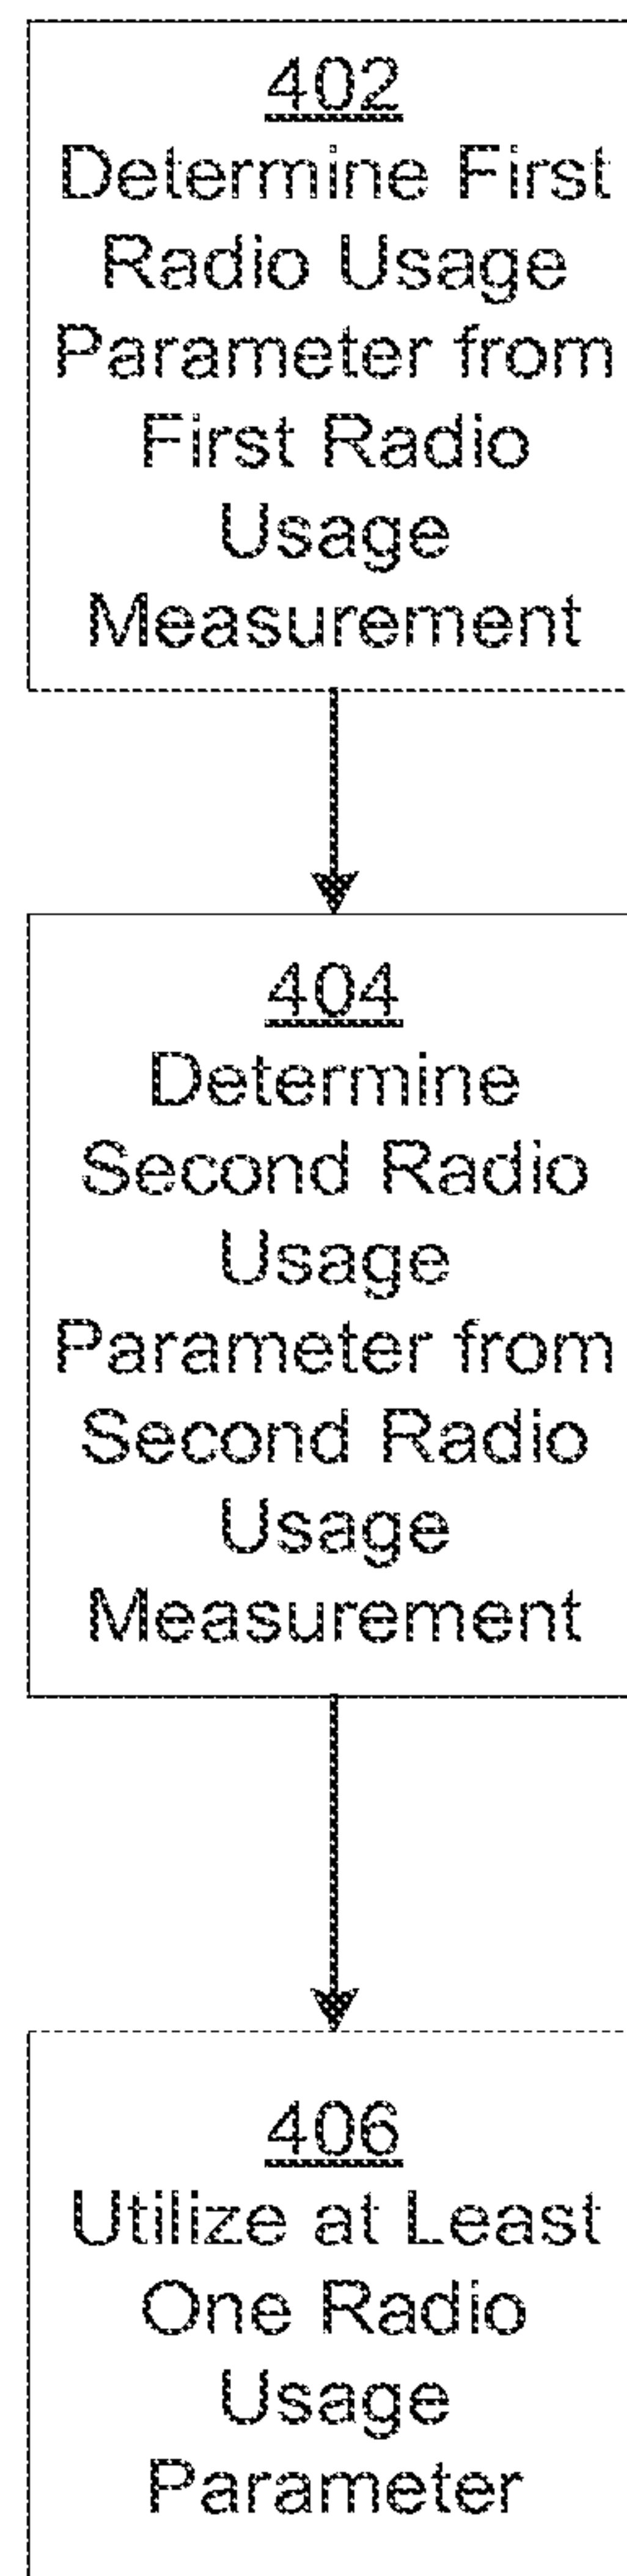 402
Determine First
Radio Usage
Parameter from
First Radio
Usage
Measurement
404
Determine
Second Radio
Usage
Parameter from
Second Radio
Usage
Measurement
406
Utilize at Least
One Radio
Usage
Parameter